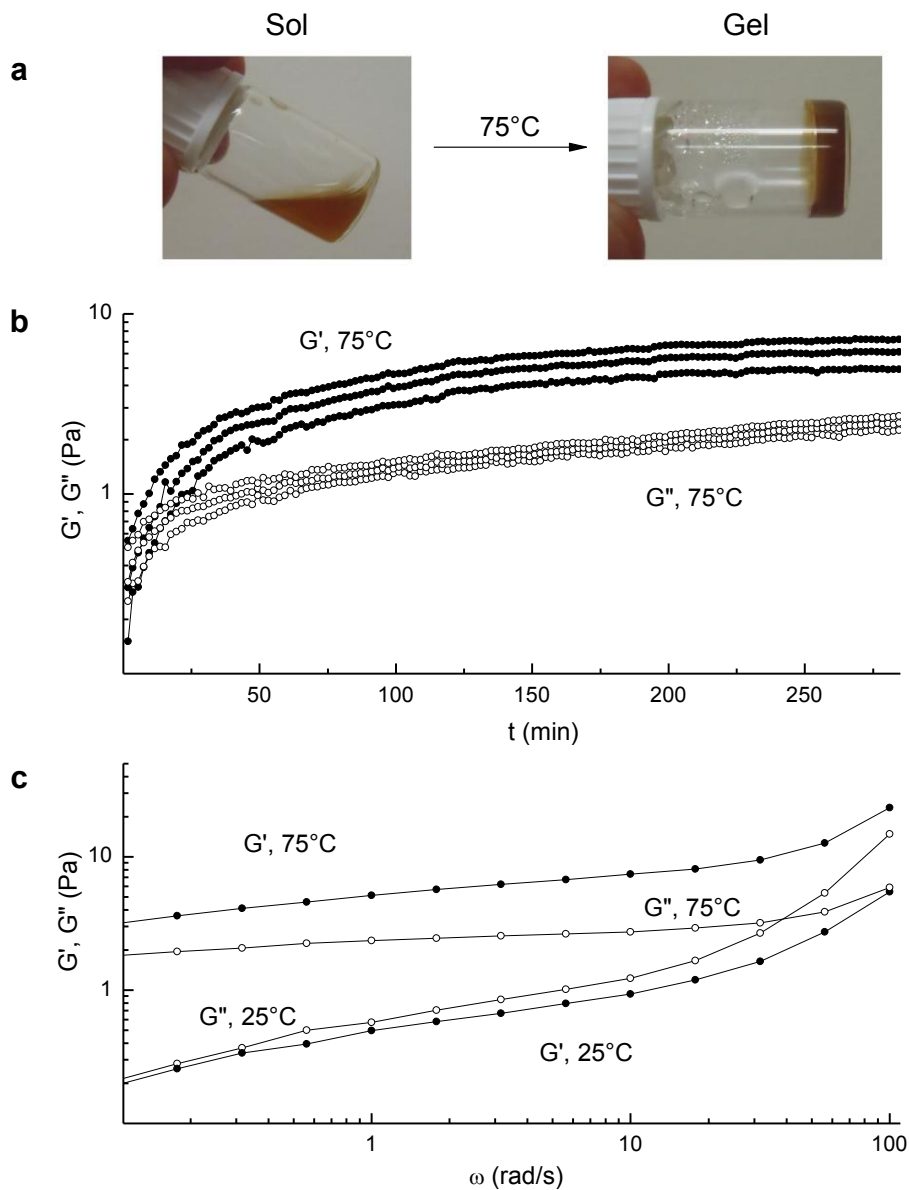 Sol
Gel
a
75°C
b
10
1
G', G" (Pa)
G', 75°C
G", 75°C
50
100
150
200
250
t (min)
c
10
1
G', G" (Pa)
G', 75°C
G", 75°C
G", 25°C
G', 25°C
1
10
100
ω (rad/s)